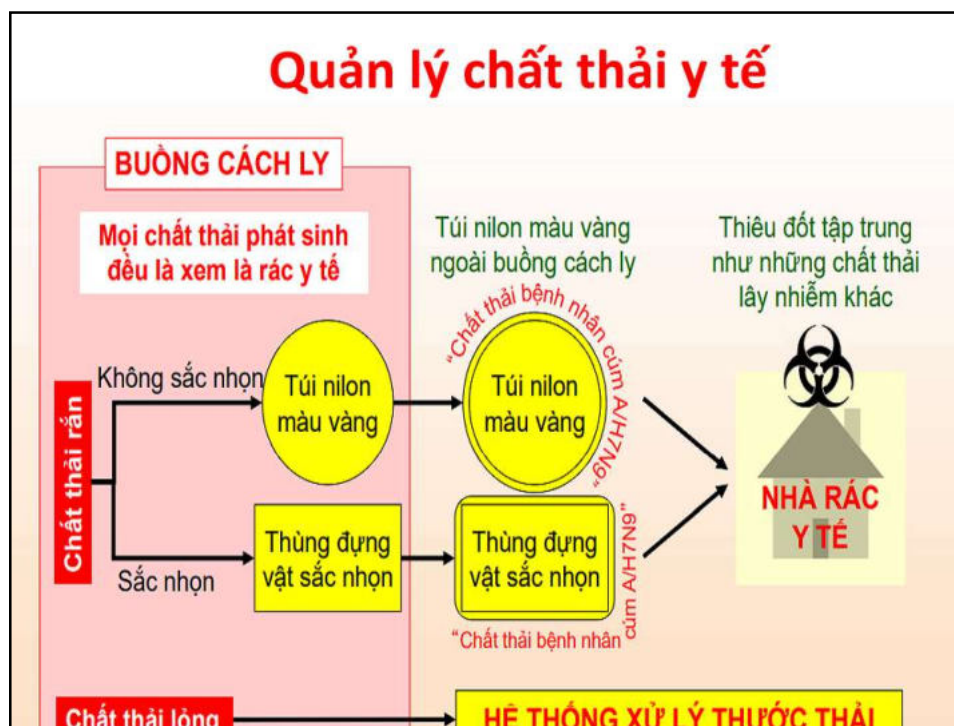 Quản lý chất thải y tế
BUỒNG CÁCH LY
Mọi chất thải phát sinh
đều là xem là rác y tế
Túi nilon màu vàng
ngoài buồng cách ly
Thiêu đốt tập trung
như những chất thải
lây nhiễm khác
Chất thải rắn
Không sắc nhọn
Túi nilon
màu vàng
"Chất thải bệnh nhân cúm A/H7N9"
Túi nilon
màu vàng
Sắc nhọn
Thùng đựng
vật sắc nhọn
Thùng đựng
vật sắc nhọn
"Chất thải bệnh nhân
cúm A/H7N9"
NHÀ RÁC
Y TẾ
Chất thải lỏng
HỆ THỐNG XỬ LÝ THƯỚC THẢI